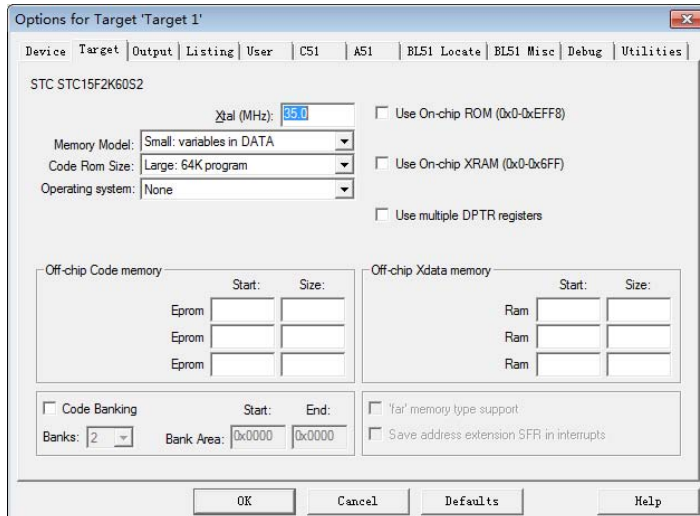 Options for Target 'Target 1'
Device Target Output Listing User C51 A51 BL51 Locate BL51 Misc Debug Utilities
STC STC15F2K60S2
Xtal (MHz): 35.0
Use On-chip ROM (0x0-0xEFF8)
Memory Model: Small: variables in DATA
Code Rom Size: Large: 64K program
Use On-chip XRAM (0x0-0x6FF)
Operating system: None
Use multiple DPTR registers
Off-chip Code memory
Start: Size:
Eprom
Eprom
Eprom
Off-chip Xdata memory
Start: Size:
Ram
Ram
Ram
Code Banking Start: End:
Banks: 2 Bank Area: 0x0000 0x0000
'far' memory type support
Save address extension SFR in interrupts
OK Cancel Defaults Help